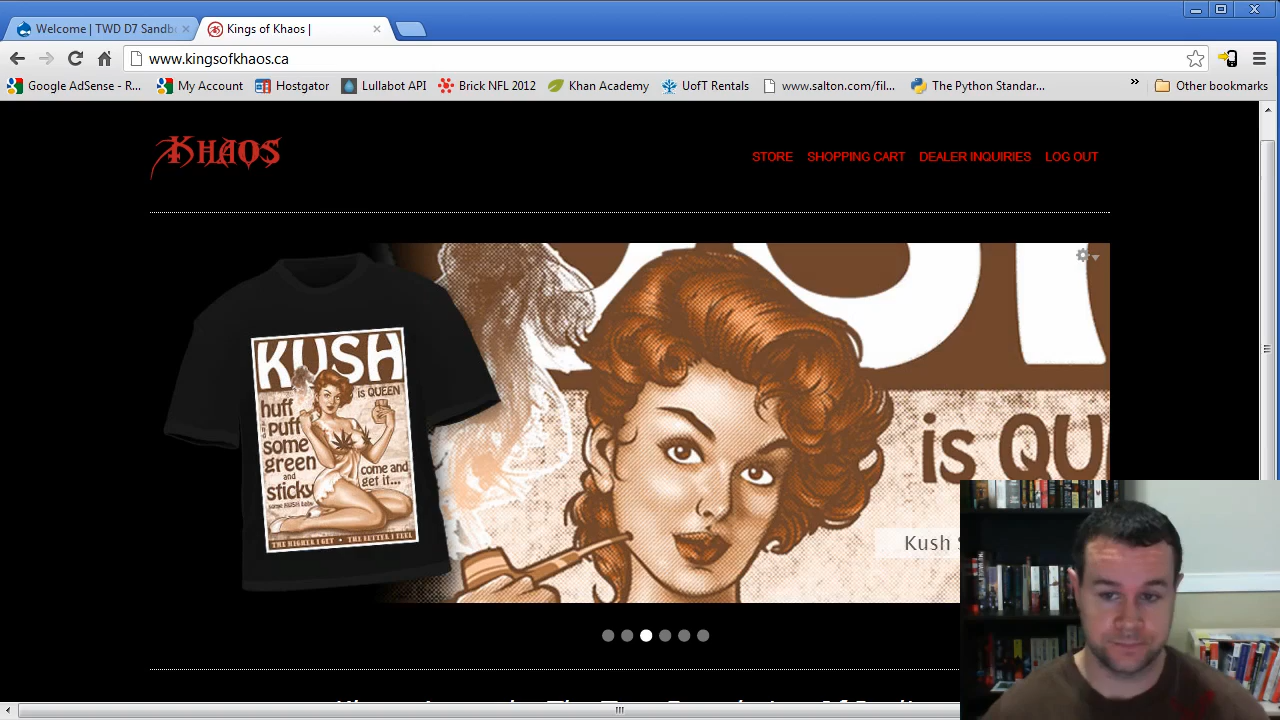 Welcome | TWD D7 Sandb
Kings of Khaos |
www.kingsofkhaos.ca
Google AdSense - R...
My Account
Hostgator
Lullabot API
Brick NFL 2012
Khan Academy
UofT Rentals
www.salton.com/fil...
The Python Standar...
»
Other bookmarks
KHAOS
STORE
SHOPPING CART
DEALER INQUIRIES
LOG OUT
KUSH
is QUEEN
huff
puff
some
green
and
sticky
some KUSH baby
come and
get it...
THE HIGHER I GET • THE BETTER I FEEL
is QU
Kush S